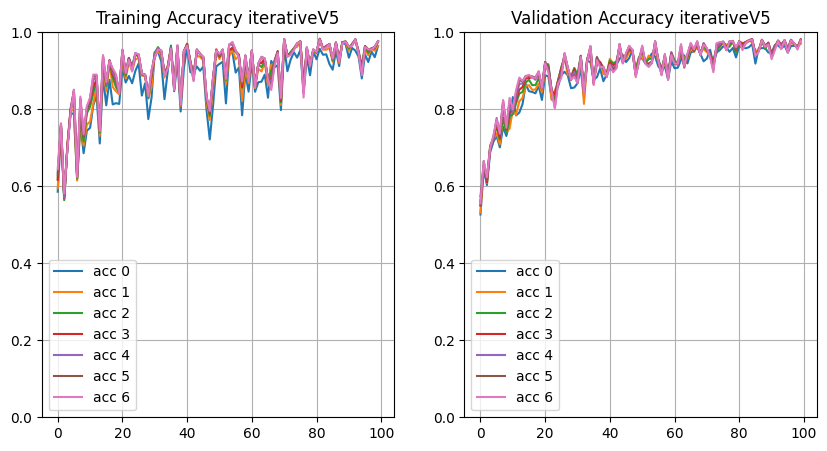 Training Accuracy iterativeV5
1.0
0.8
0.6
0.4
0.2
0.0
0 20 40 60 80 100
acc 0
acc 1
acc 2
acc 3
acc 4
acc 5
acc 6
Validation Accuracy iterativeV5
1.0
0.8
0.6
0.4
0.2
0.0
0 20 40 60 80 100
acc 0
acc 1
acc 2
acc 3
acc 4
acc 5
acc 6